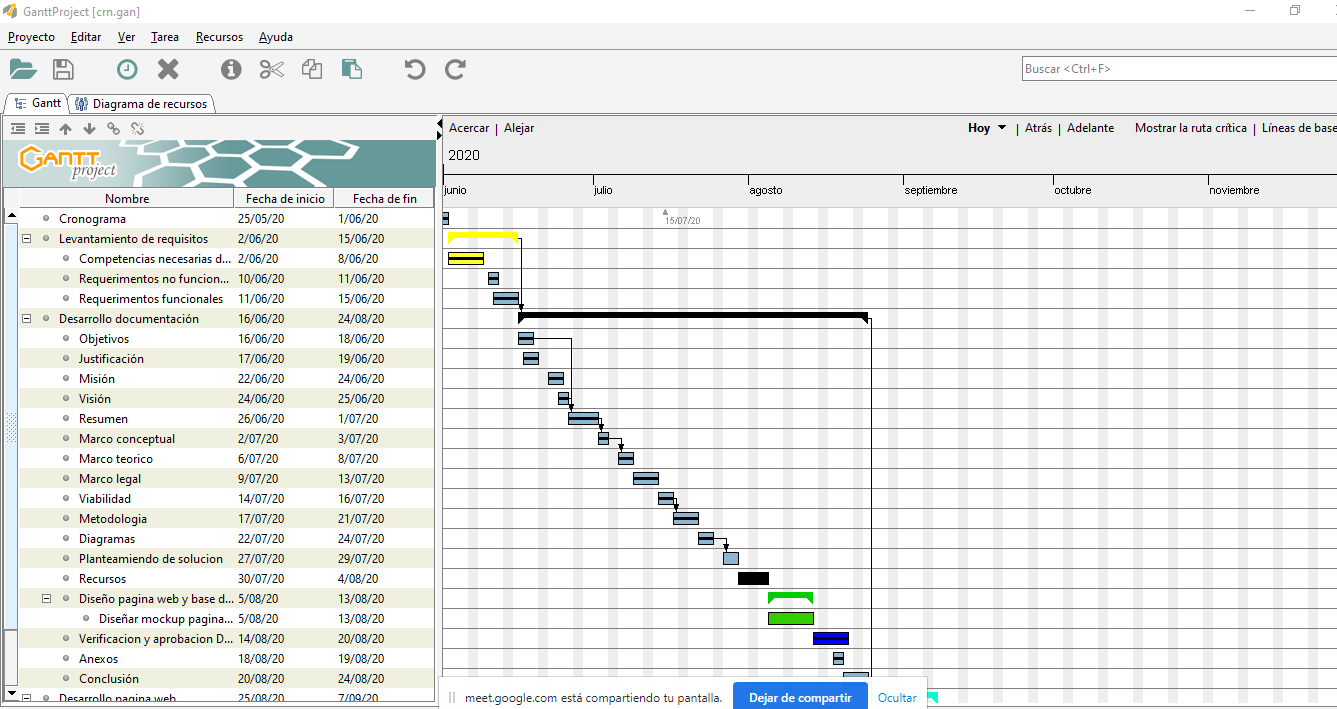 GanttProject [crn.gan]
Proyecto Editar Ver Tarea Recursos Ayuda
Buscar <Ctrl+F>
Gantt Diagrama de recursos
Acercar | Alejar
Hoy | Atrás | Adelante Mostrar la ruta crítica | Líneas de base
GANTT project
2020
junio julio agosto septiembre octubre noviembre
Nombre Fecha de inicio Fecha de fin
15/07/20
Cronograma 25/05/20 1/06/20
Levantamiento de requisitos 2/06/20 15/06/20
Competencias necesarias d... 2/06/20 8/06/20
Requerimentos no funcion... 10/06/20 11/06/20
Requerimentos funcionales 11/06/20 15/06/20
Desarrollo documentación 16/06/20 24/08/20
Objetivos 16/06/20 18/06/20
Justificación 17/06/20 19/06/20
Misión 22/06/20 24/06/20
Visión 24/06/20 25/06/20
Resumen 26/06/20 1/07/20
Marco conceptual 2/07/20 3/07/20
Marco teorico 6/07/20 8/07/20
Marco legal 9/07/20 13/07/20
Viabilidad 14/07/20 16/07/20
Metodologia 17/07/20 21/07/20
Diagramas 22/07/20 24/07/20
Planteamiendo de solucion 27/07/20 29/07/20
Recursos 30/07/20 4/08/20
Diseño pagina web y base d... 5/08/20 13/08/20
Diseñar mockup pagina... 5/08/20 13/08/20
Verificacion y aprobacion D... 14/08/20 20/08/20
Anexos 18/08/20 19/08/20
Conclusión 20/08/20 24/08/20
Desarrollo pagina web 25/08/20 7/09/20
meet.google.com está compartiendo tu pantalla. Dejar de compartir Ocultar